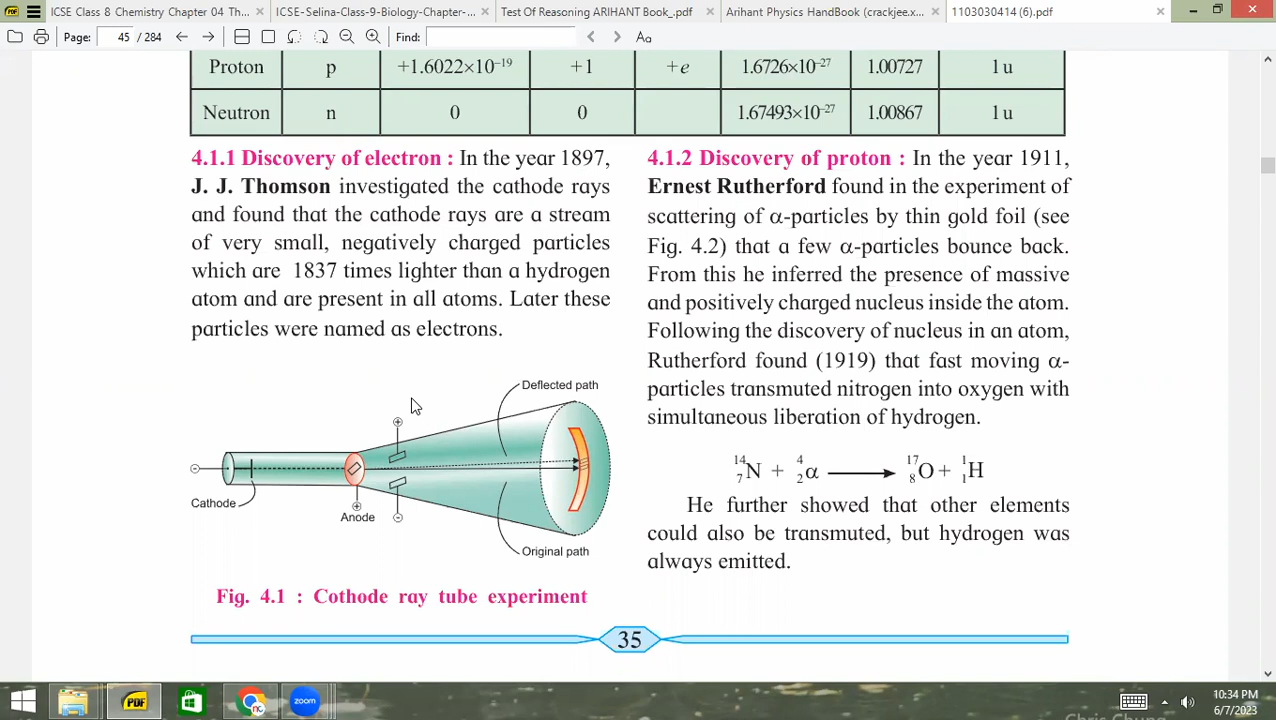 ICSE Class 8 Chemistry Chapter 04 Th...
ICSE-Selina-Class-9-Biology-Chapter-...
Test Of Reasoning ARIHANT Book_.pdf
Arihant Physics HandBook (crackjee.x...
1103030414 (6).pdf
Page: 45 / 284
Find:
Aa
Proton p +1.6022×10⁻¹⁹ +1 +e 1.6726×10⁻²⁷ 1.00727 1 u
Neutron n 0 0 1.67493×10⁻²⁷ 1.00867 1 u
4.1.1 Discovery of electron : In the year 1897,
J. J. Thomson investigated the cathode rays
and found that the cathode rays are a stream
of very small, negatively charged particles
which are 1837 times lighter than a hydrogen
atom and are present in all atoms. Later these
particles were named as electrons.
Deflected path
⊕
⊖
Cathode
⊕
Anode
⊖
Original path
Fig. 4.1 : Cothode ray tube experiment
4.1.2 Discovery of proton : In the year 1911,
Ernest Rutherford found in the experiment of
scattering of α-particles by thin gold foil (see
Fig. 4.2) that a few α-particles bounce back.
From this he inferred the presence of massive
and positively charged nucleus inside the atom.
Following the discovery of nucleus in an atom,
Rutherford found (1919) that fast moving α-
particles transmuted nitrogen into oxygen with
simultaneous liberation of hydrogen.
¹⁴₇N + ⁴₂α ⟶ ¹⁷₈O + ¹₁H
He further showed that other elements
could also be transmuted, but hydrogen was
always emitted.
35
PDF
zoom
10:34 PM
6/7/2023